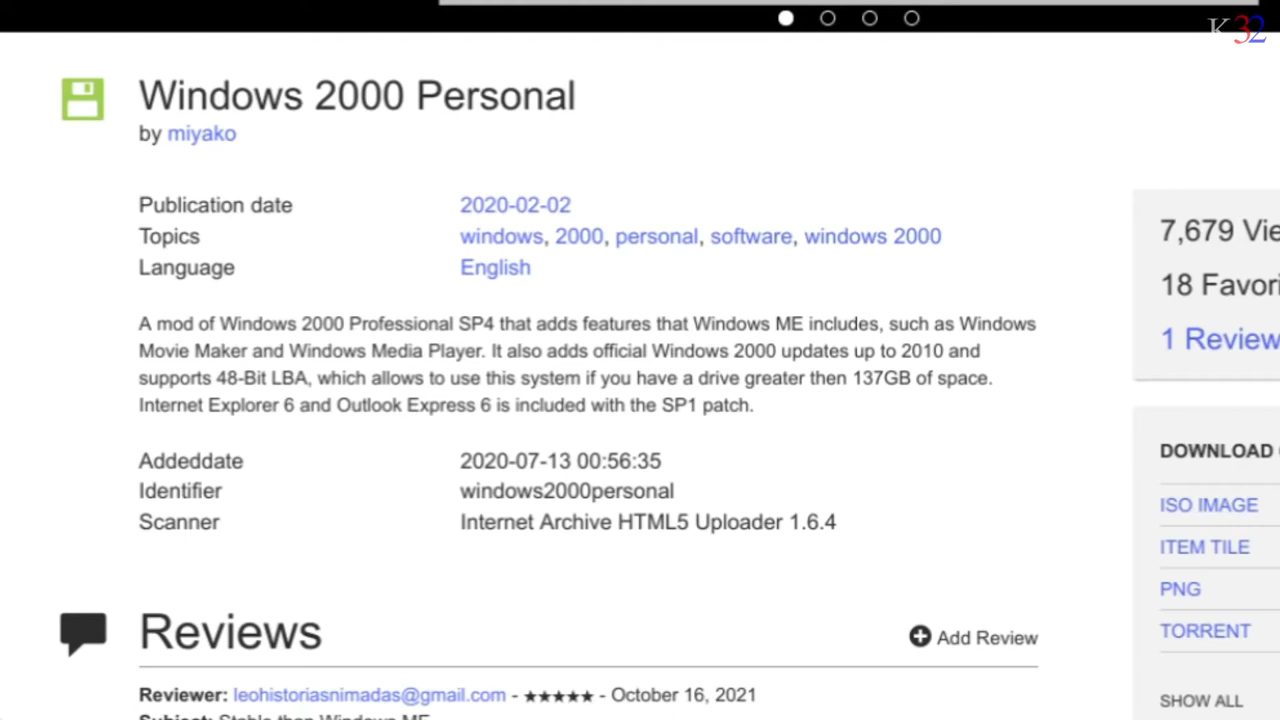 K32
Windows 2000 Personal
by miyako
Publication date 2020-02-02
Topics windows, 2000, personal, software, windows 2000
Language English
A mod of Windows 2000 Professional SP4 that adds features that Windows ME includes, such as Windows
Movie Maker and Windows Media Player. It also adds official Windows 2000 updates up to 2010 and
supports 48-Bit LBA, which allows to use this system if you have a drive greater then 137GB of space.
Internet Explorer 6 and Outlook Express 6 is included with the SP1 patch.
Addeddate 2020-07-13 00:56:35
Identifier windows2000personal
Scanner Internet Archive HTML5 Uploader 1.6.4
Reviews
Add Review
Reviewer: leohistoriasnimadas@gmail.com - ★★★★★ - October 16, 2021
Subject: Stable than Windows ME
7,679 Vie
18 Favori
1 Review
DOWNLOAD
ISO IMAGE
ITEM TILE
PNG
TORRENT
SHOW ALL